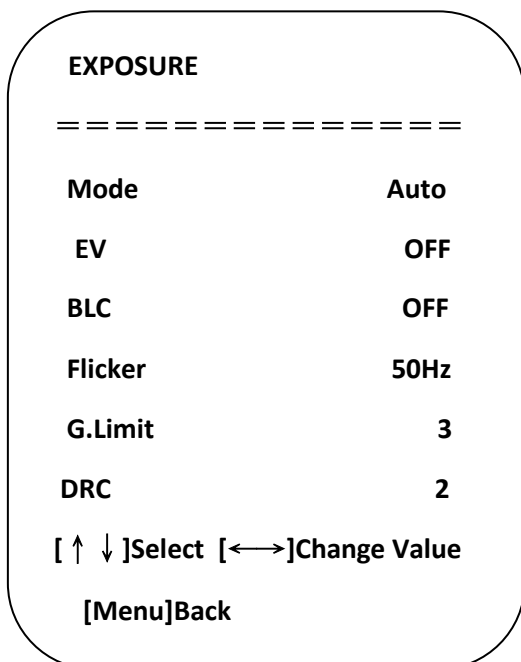 EXPOSURE
==============
Mode Auto
EV OFF
BLC OFF
Flicker 50Hz
G.Limit 3
DRC 2
[ ↑ ↓ ]Select [←→]Change Value
[Menu]Back